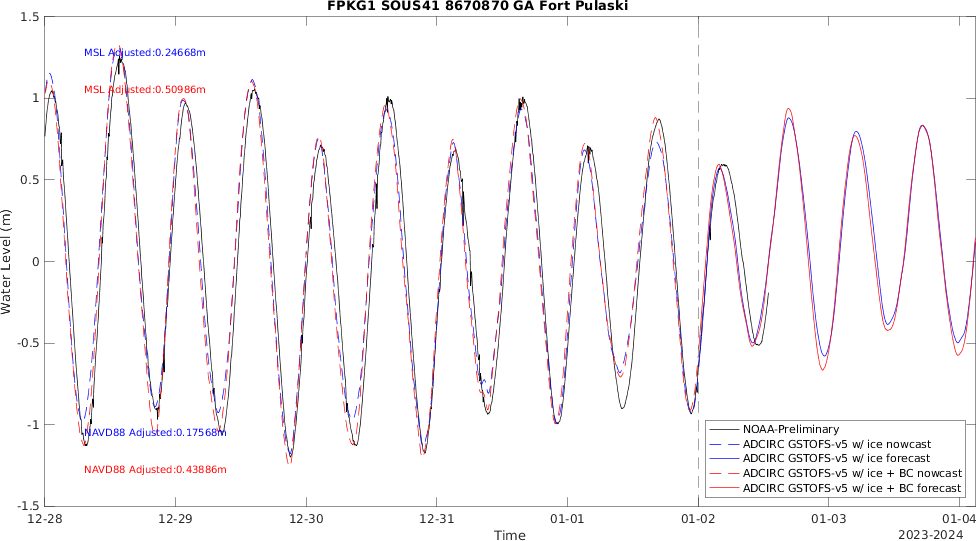 FPKG1 SOUS41 8670870 GA Fort Pulaski
1.5
1
0.5
0
-0.5
-1
-1.5
Water Level (m)
MSL Adjusted:0.24668m
MSL Adjusted:0.50986m
NAVD88 Adjusted:0.17568m
NAVD88 Adjusted:0.43886m
NOAA-Preliminary
ADCIRC GSTOFS-v5 w/ ice nowcast
ADCIRC GSTOFS-v5 w/ ice forecast
ADCIRC GSTOFS-v5 w/ ice + BC nowcast
ADCIRC GSTOFS-v5 w/ ice + BC forecast
12-28 12-29 12-30 12-31 01-01 01-02 01-03 01-04
Time
2023-2024